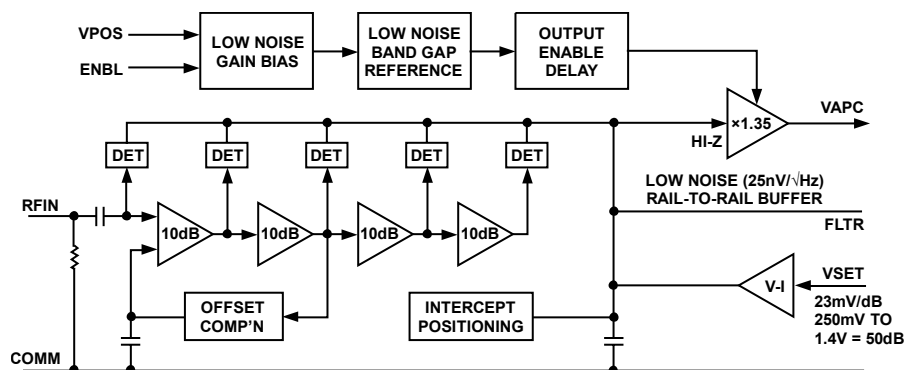 VPOS
ENBL
LOW NOISE
GAIN BIAS
LOW NOISE
BAND GAP
REFERENCE
OUTPUT
ENABLE
DELAY
×1.35
HI-Z
VAPC
DET
DET
DET
DET
DET
LOW NOISE (25nV/√Hz)
RAIL-TO-RAIL BUFFER
FLTR
RFIN
10dB
10dB
10dB
10dB
OFFSET
COMP'N
INTERCEPT
POSITIONING
V-I
VSET
23mV/dB
250mV TO
1.4V = 50dB
COMM